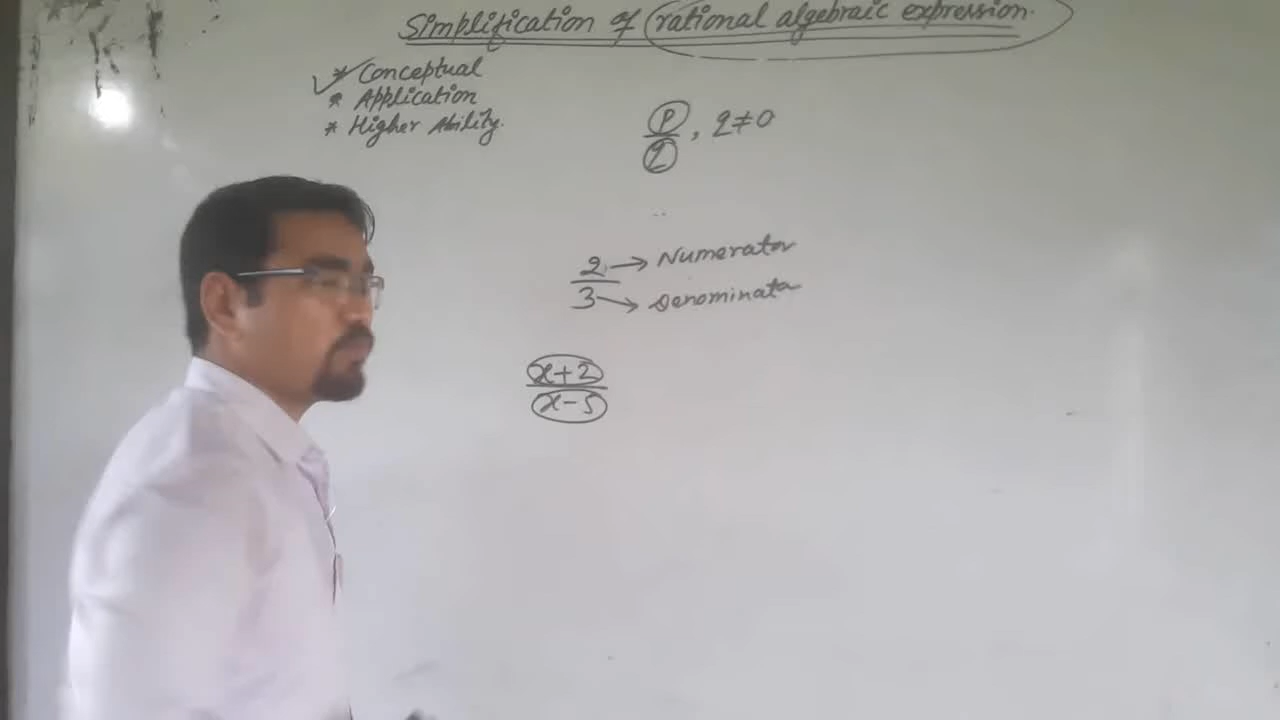 Simplification of rational algebraic expression.
* Conceptual
* Application
* Higher Ability.
P/q, q≠0
2 → Numerator
3 → Denominator
x+2
x-5